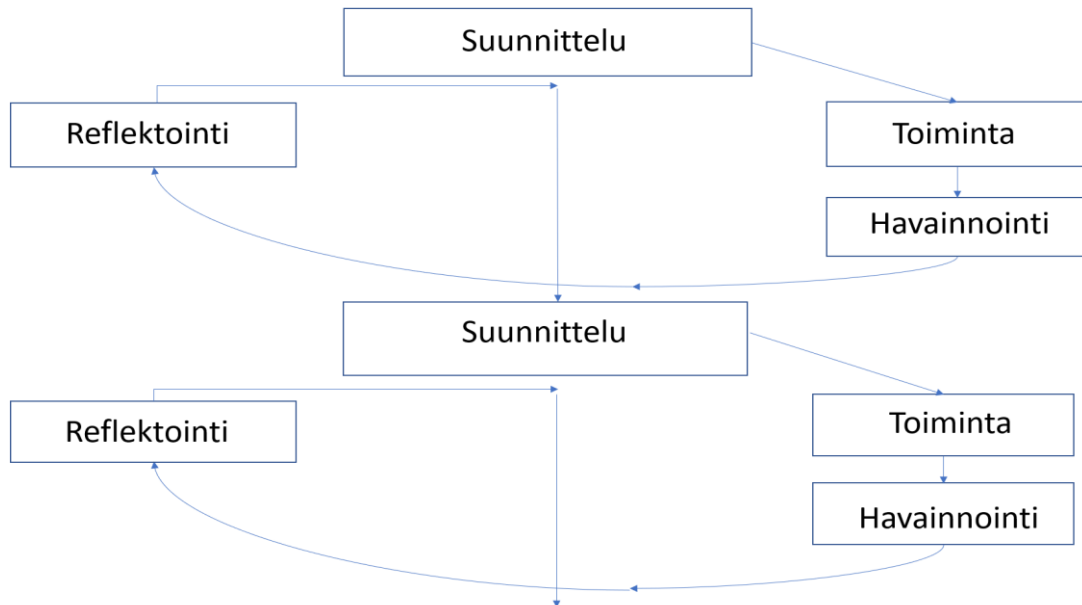 Suunnittelu
Reflektointi
Toiminta
Havainnointi
Suunnittelu
Reflektointi
Toiminta
Havainnointi